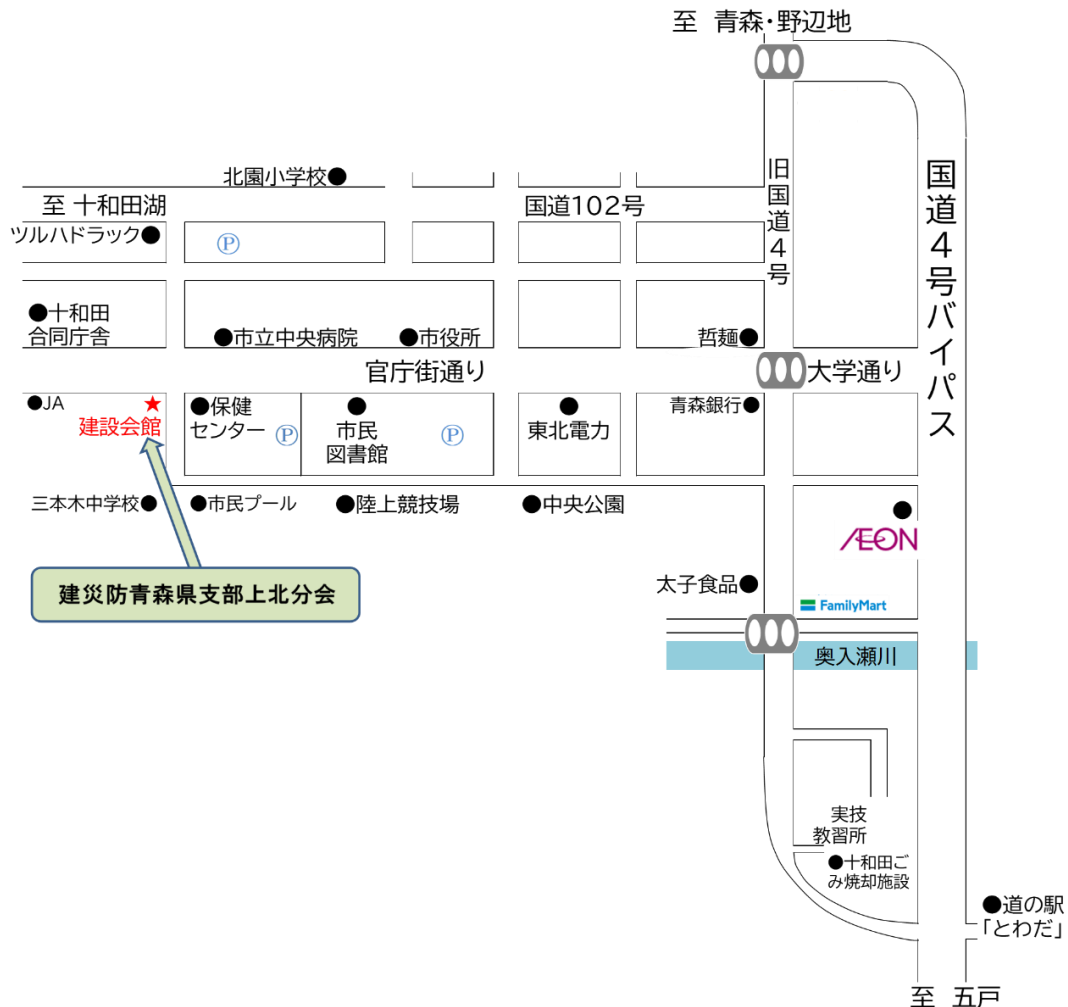 至 青森・野辺地
北園小学校
至 十和田湖
国道102号
旧国道4号
国道4号バイパス
ツルハドラック
Ⓟ
十和田
合同庁舎
市立中央病院
市役所
哲麺
官庁街通り
大学通り
JA
建設会館
保健
センター
Ⓟ
市民
図書館
Ⓟ
東北電力
青森銀行
三本木中学校
市民プール
陸上競技場
中央公園
ÆON
建災防青森県支部上北分会
太子食品
FamilyMart
奥入瀬川
実技
教習所
十和田ご
み焼却施設
道の駅
「とわだ」
至 五戸